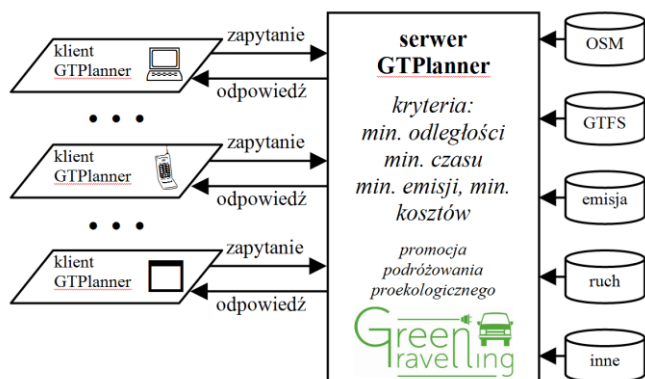 klient
GTPlanner
zapytanie
odpowiedź
• • •
klient
GTPlanner
zapytanie
odpowiedź
• • •
klient
GTPlanner
zapytanie
odpowiedź
serwer
GTPlanner
kryteria:
min. odległości
min. czasu
min. emisji, min.
kosztów
promocja
podróżowania
proekologicznego
Green
Travelling
OSM
GTFS
emisja
ruch
inne